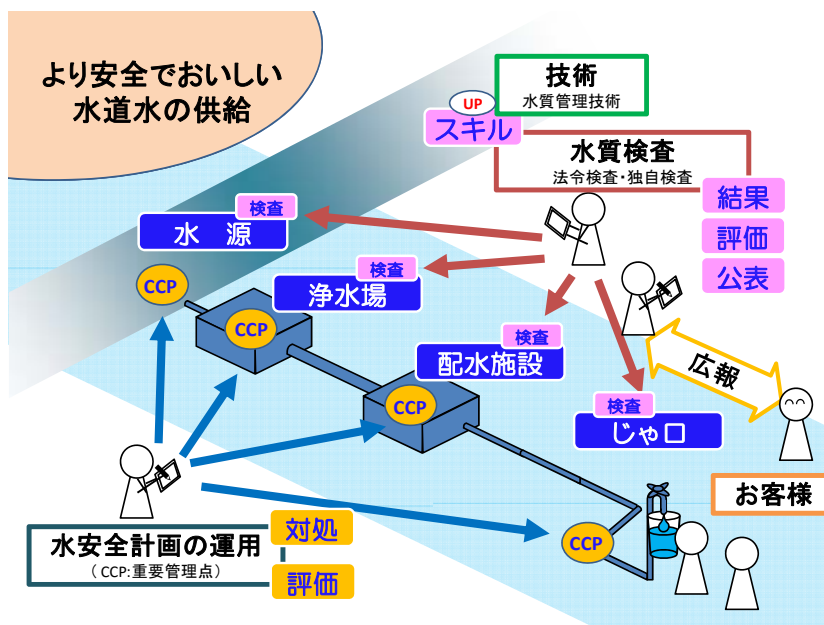 より安全でおいしい
水道水の供給
技術
水質管理技術
UP
スキル
水質検査
法令検査・独自検査
結果
評価
公表
検査
水 源
検査
浄水場
検査
配水施設
検査
じゃ口
広報
お客様
CCP
CCP
CCP
CCP
水安全計画の運用
（CCP:重要管理点）
対処
評価